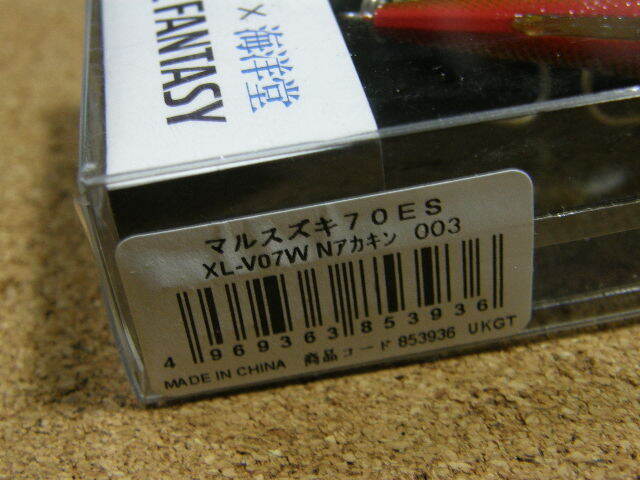 × 海洋堂
FANTASY
マルスズキ70ES
XL-V07W Nアカキン 003
4 969363 853936
MADE IN CHINA 商品コード 853936 UKGT